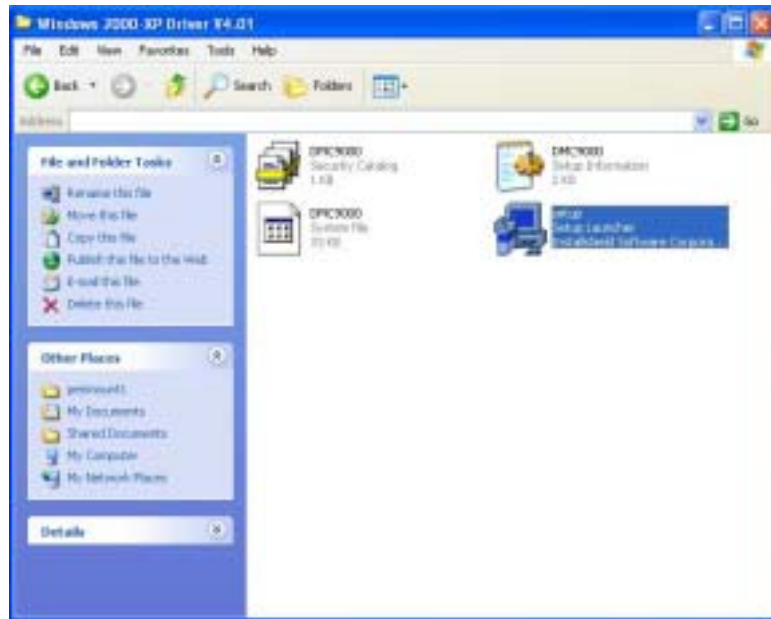 Windows 2000-XP Driver V4.01
File Edit View Favorites Tools Help
Back Search Folders
Address Go
File and Folder Tasks
Rename this file
Move this file
Copy this file
Publish this file to the Web
E-mail this file
Delete this file
Other Places
My Documents
Shared Documents
My Computer
My Network Places
Details
DMC9000
Security Catalog
1 KB
DMC9000
Setup Information
2 KB
DMC9000
System file
setup
Setup Launcher
InstallShield Software Corpora...